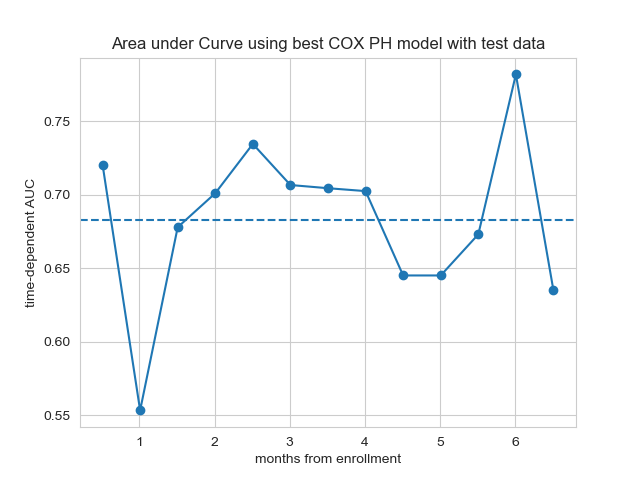 Area under Curve using best COX PH model with test data
time-dependent AUC
0.75
0.70
0.65
0.60
0.55
1 2 3 4 5 6
months from enrollment